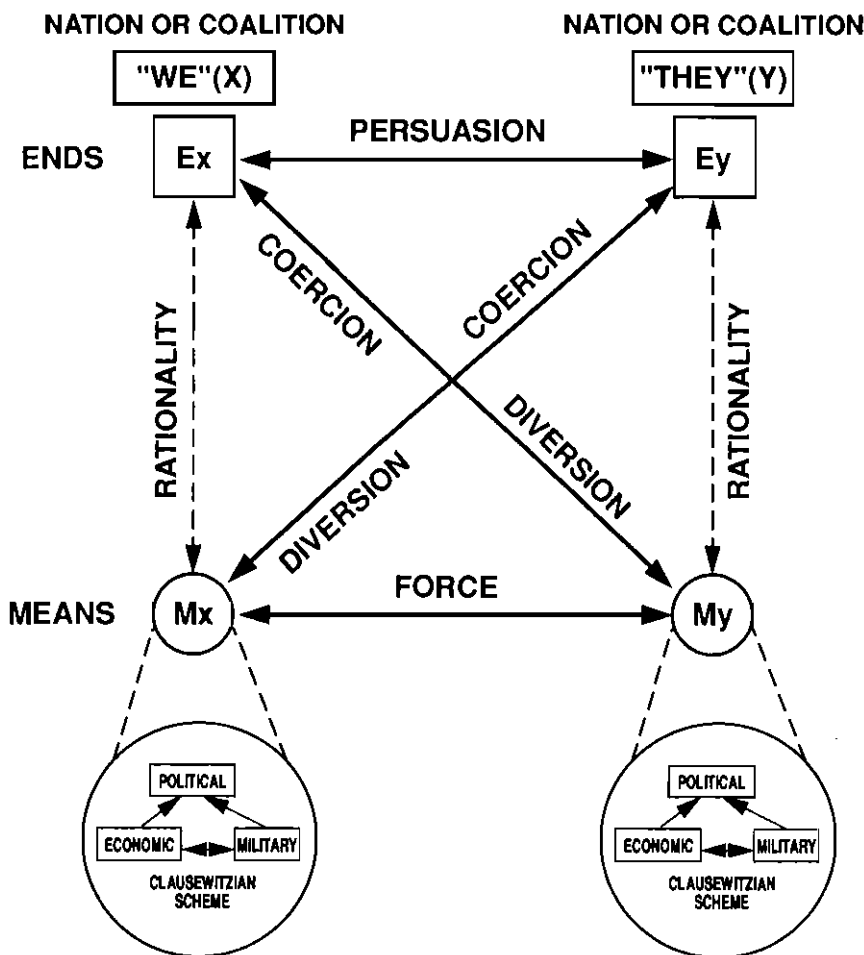 NATION OR COALITION
NATION OR COALITION
"WE"(X)
"THEY"(Y)
ENDS
Ex
PERSUASION
Ey
COERCION
COERCION
RATIONALITY
RATIONALITY
DIVERSION
DIVERSION
MEANS
Mx
FORCE
My
POLITICAL
ECONOMIC
MILITARY
CLAUSEWITZIAN
SCHEME
POLITICAL
ECONOMIC
MILITARY
CLAUSEWITZIAN
SCHEME